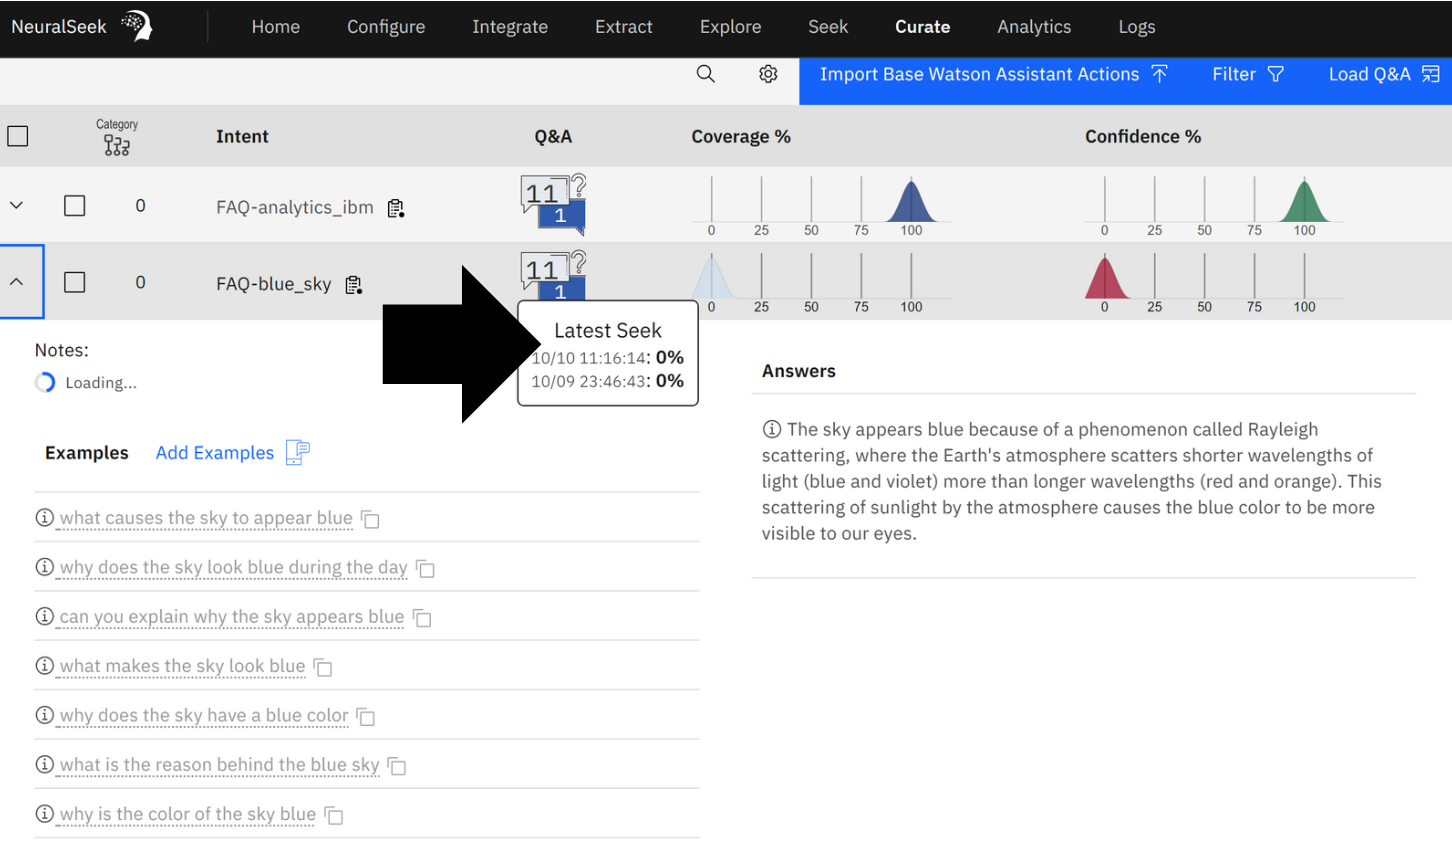 NeuralSeek Home Configure Integrate Extract Explore Seek Curate Analytics Logs
Import Base Watson Assistant Actions Filter Load Q&A
Category Intent Q&A Coverage % Confidence %
0 FAQ-analytics_ibm 11 ? 1 0 25 50 75 100 0 25 50 75 100
0 FAQ-blue_sky 11 ? 1 0 25 50 75 100 0 25 50 75 100
Latest Seek
10/10 11:16:14: 0%
10/09 23:46:43: 0%
Notes:
Loading...
Examples Add Examples
what causes the sky to appear blue
why does the sky look blue during the day
can you explain why the sky appears blue
what makes the sky look blue
why does the sky have a blue color
what is the reason behind the blue sky
why is the color of the sky blue
Answers
The sky appears blue because of a phenomenon called Rayleigh
scattering, where the Earth's atmosphere scatters shorter wavelengths of
light (blue and violet) more than longer wavelengths (red and orange). This
scattering of sunlight by the atmosphere causes the blue color to be more
visible to our eyes.